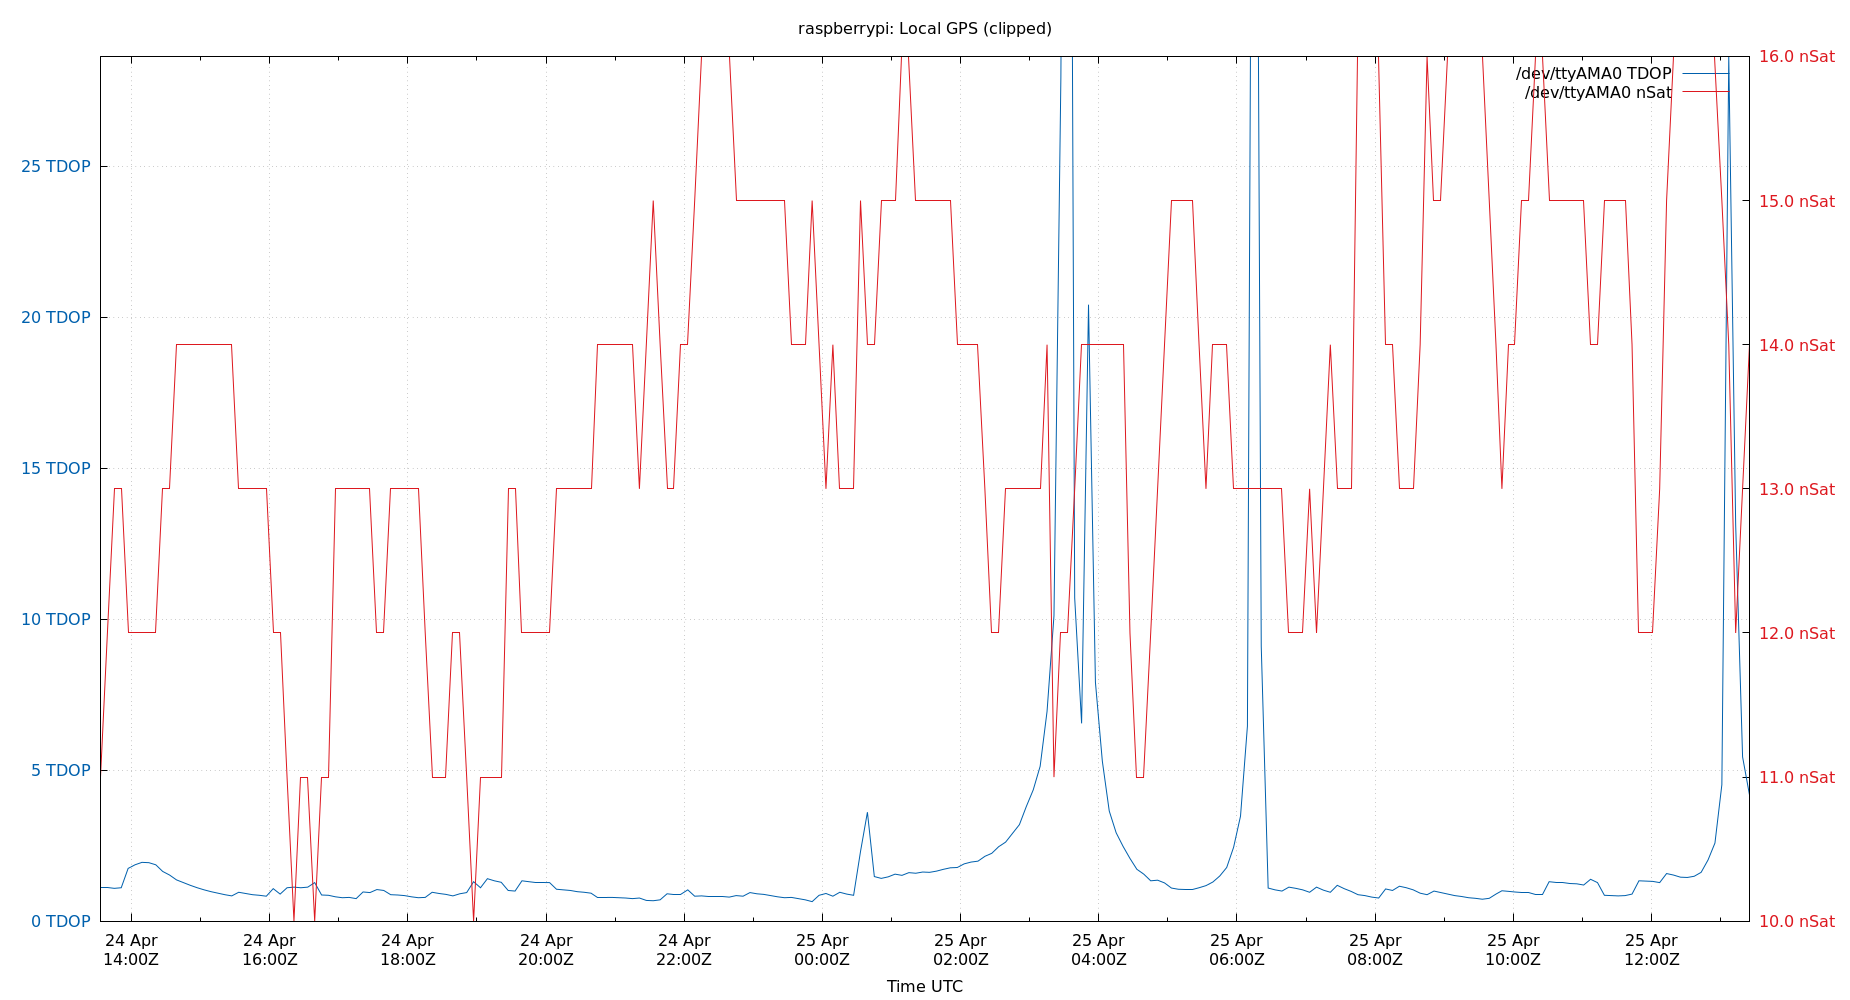 raspberrypi: Local GPS (clipped)
/dev/ttyAMA0 TDOP
/dev/ttyAMA0 nSat
25 TDOP
20 TDOP
15 TDOP
10 TDOP
5 TDOP
0 TDOP
16.0 nSat
15.0 nSat
14.0 nSat
13.0 nSat
12.0 nSat
11.0 nSat
10.0 nSat
24 Apr
14:00Z
24 Apr
16:00Z
24 Apr
18:00Z
24 Apr
20:00Z
24 Apr
22:00Z
25 Apr
00:00Z
25 Apr
02:00Z
25 Apr
04:00Z
25 Apr
06:00Z
25 Apr
08:00Z
25 Apr
10:00Z
25 Apr
12:00Z
Time UTC